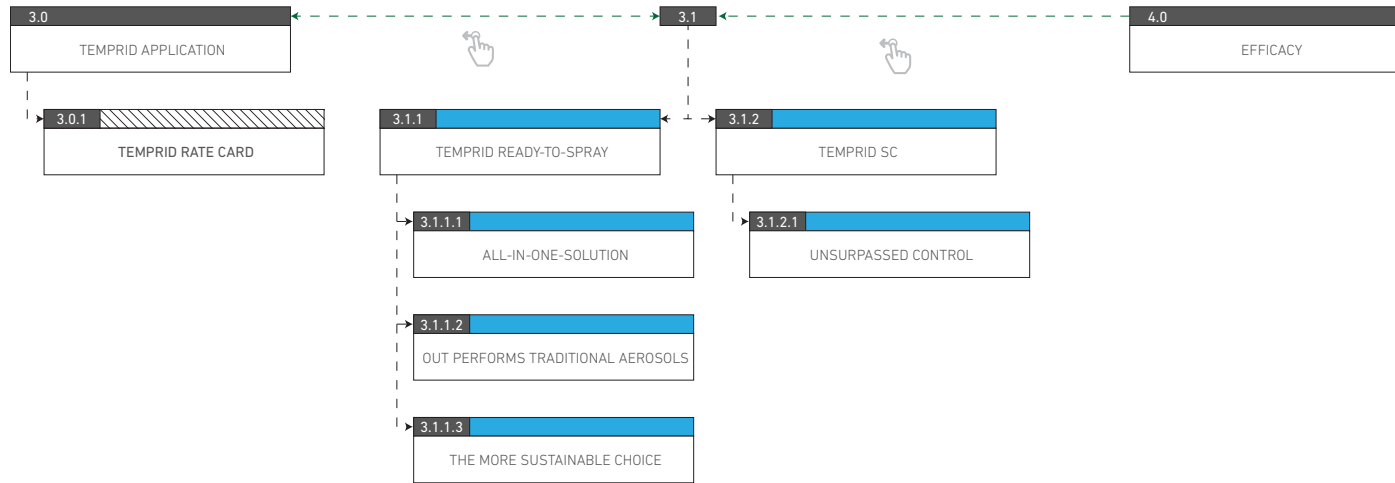 3.0
TEMPRID APPLICATION
3.1
4.0
EFFICACY
3.0.1
TEMPRID RATE CARD
3.1.1
TEMPRID READY-TO-SPRAY
3.1.2
TEMPRID SC
3.1.1.1
ALL-IN-ONE-SOLUTION
3.1.2.1
UNSURPASSED CONTROL
3.1.1.2
OUT PERFORMS TRADITIONAL AEROSOLS
3.1.1.3
THE MORE SUSTAINABLE CHOICE